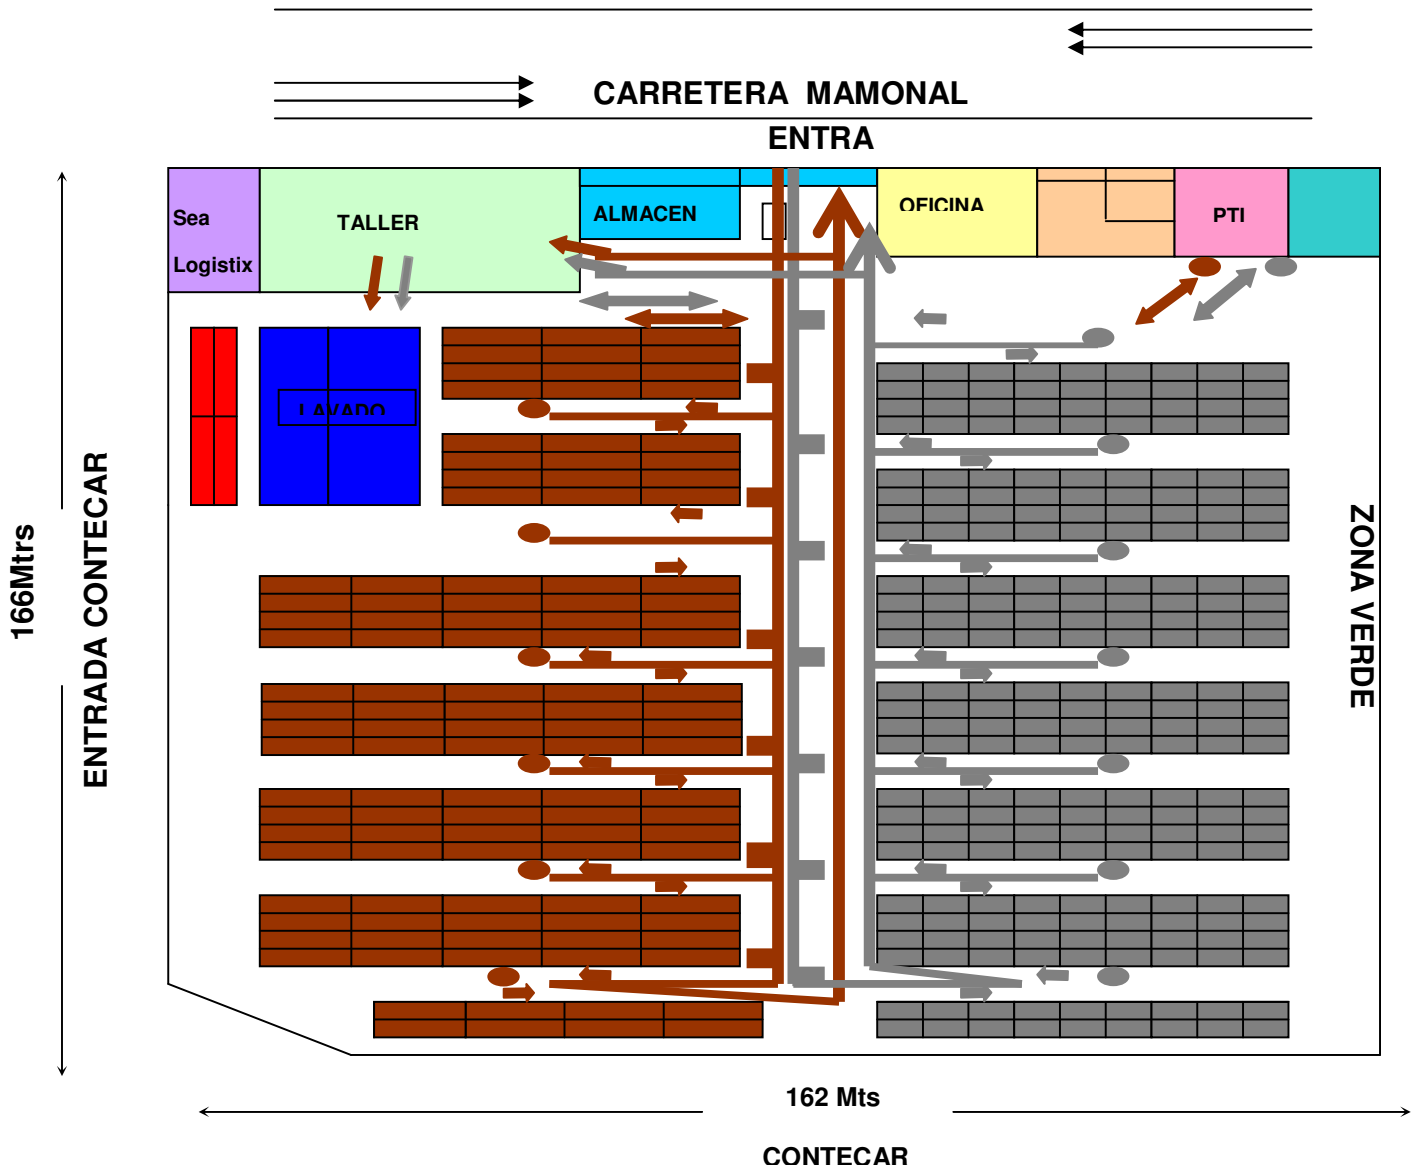 CARRETERA MAMONAL
ENTRA
Sea
Logistix
TALLER
ALMACEN
OFICINA
PTI
LAVADO
166Mtrs
ENTRADA CONTECAR
ZONA VERDE
162 Mts
CONTECAR